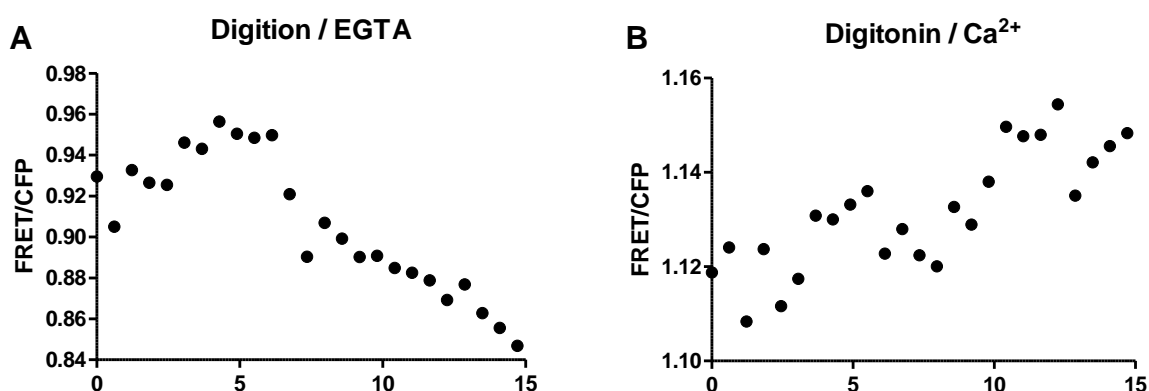 A
Digition / EGTA
0.98
0.96
0.94
0.92
0.90
0.88
0.86
0.84
FRET/CFP
0 5 10 15
B
Digitonin / Ca²⁺
1.16
1.14
1.12
1.10
FRET/CFP
0 5 10 15